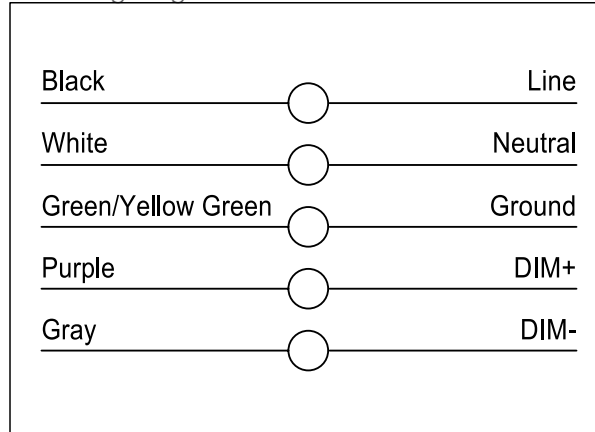 Black Line
White Neutral
Green/Yellow Green Ground
Purple DIM+
Gray DIM-